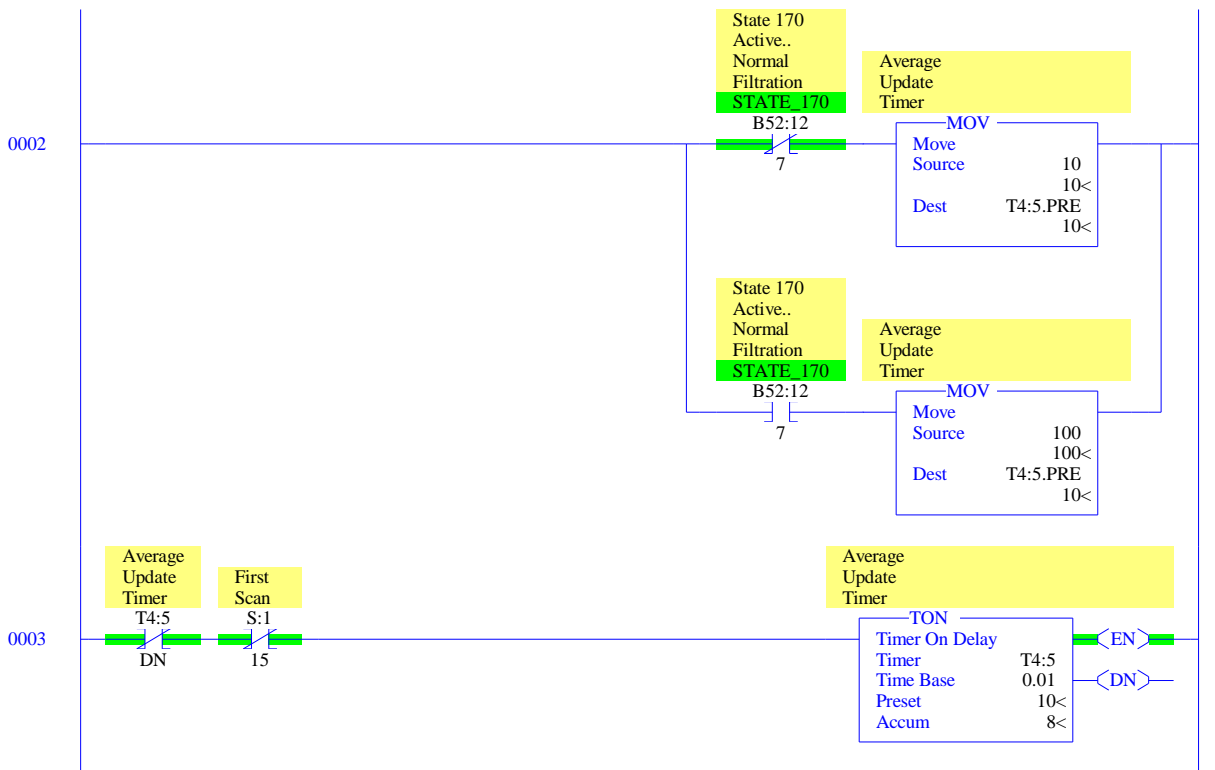 State 170
Active..
Normal
Filtration
STATE_170
B52:12
7
Average
Update
Timer
MOV
Move
Source 10
10<
Dest T4:5.PRE
10<
0002
State 170
Active..
Normal
Filtration
STATE_170
B52:12
7
Average
Update
Timer
MOV
Move
Source 100
100<
Dest T4:5.PRE
10<
Average
Update
Timer
T4:5
DN
First
Scan
S:1
15
Average
Update
Timer
TON
Timer On Delay
Timer T4:5
Time Base 0.01
Preset 10<
Accum 8<
EN
DN
0003